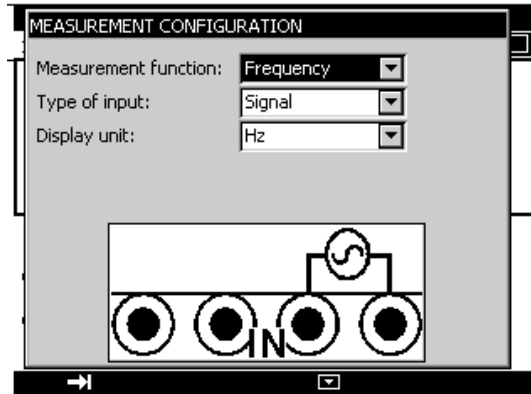 MEASUREMENT CONFIGURATION
Measurement function: Frequency
Type of input: Signal
Display unit: Hz
IN